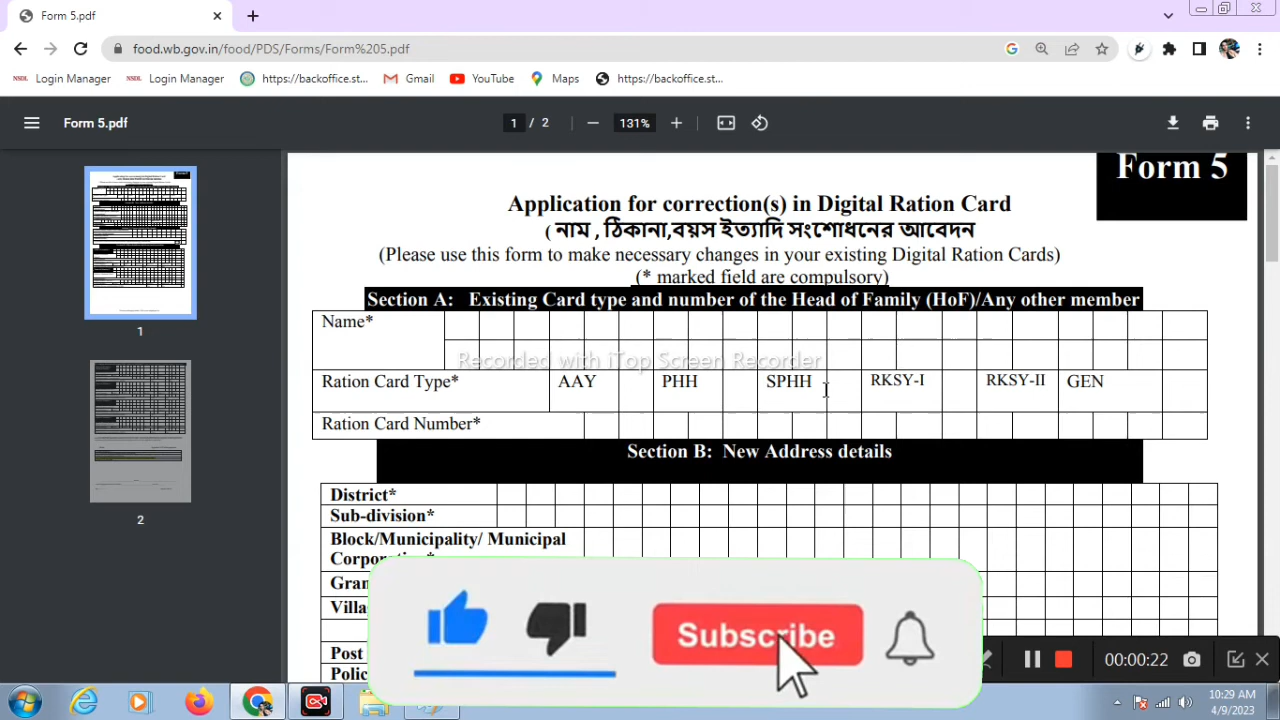 Form 5.pdf
food.wb.gov.in/food/PDS/Forms/Form%205.pdf
NSDL Login Manager NSDL Login Manager https://backoffice.st... Gmail YouTube Maps https://backoffice.st...
Form 5.pdf 1 / 2 131%
Form 5
Application for correction(s) in Digital Ration Card
( নাম , ঠিকানা,বয়স ইত্যাদি সংশোধনের আবেদন
(Please use this form to make necessary changes in your existing Digital Ration Cards)
(* marked field are compulsory)
Section A: Existing Card type and number of the Head of Family (HoF)/Any other member
Name*
Recorded with iTop Screen Recorder
Ration Card Type* AAY PHH SPHH RKSY-I RKSY-II GEN
Ration Card Number*
Section B: New Address details
District*
Sub-division*
Block/Municipality/ Municipal
Post
1
2
Subscribe
00:00:22
10:29 AM
4/9/2023